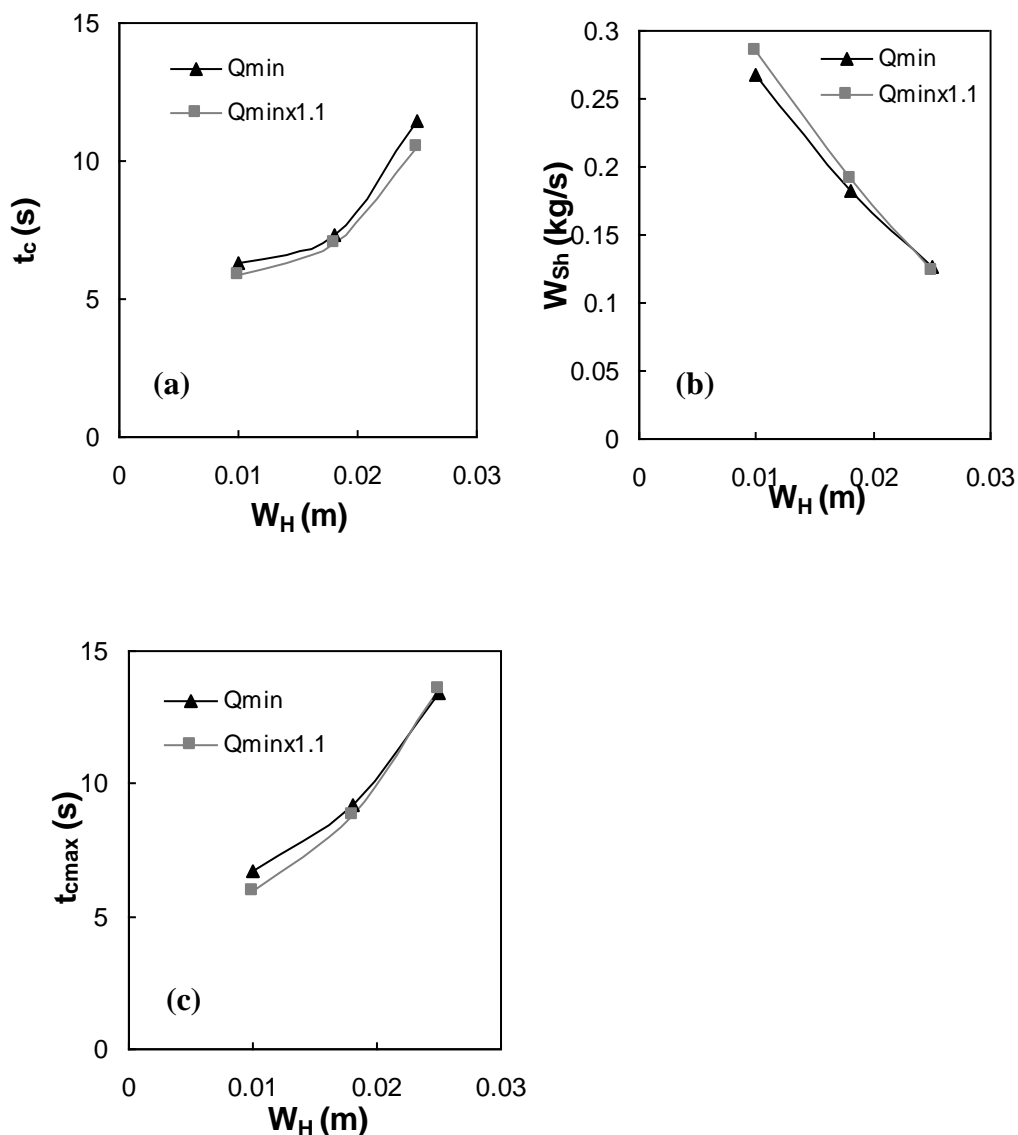 15
10
5
0
t_c (s)
Qmin
Qminx1.1
(a)
0 0.01 0.02 0.03
W_H (m)
0.3
0.25
0.2
0.15
0.1
0.05
0
W_Sh (kg/s)
Qmin
Qminx1.1
(b)
0 0.01 0.02 0.03
W_H (m)
15
10
5
0
t_cmax (s)
Qmin
Qminx1.1
(c)
0 0.01 0.02 0.03
W_H (m)